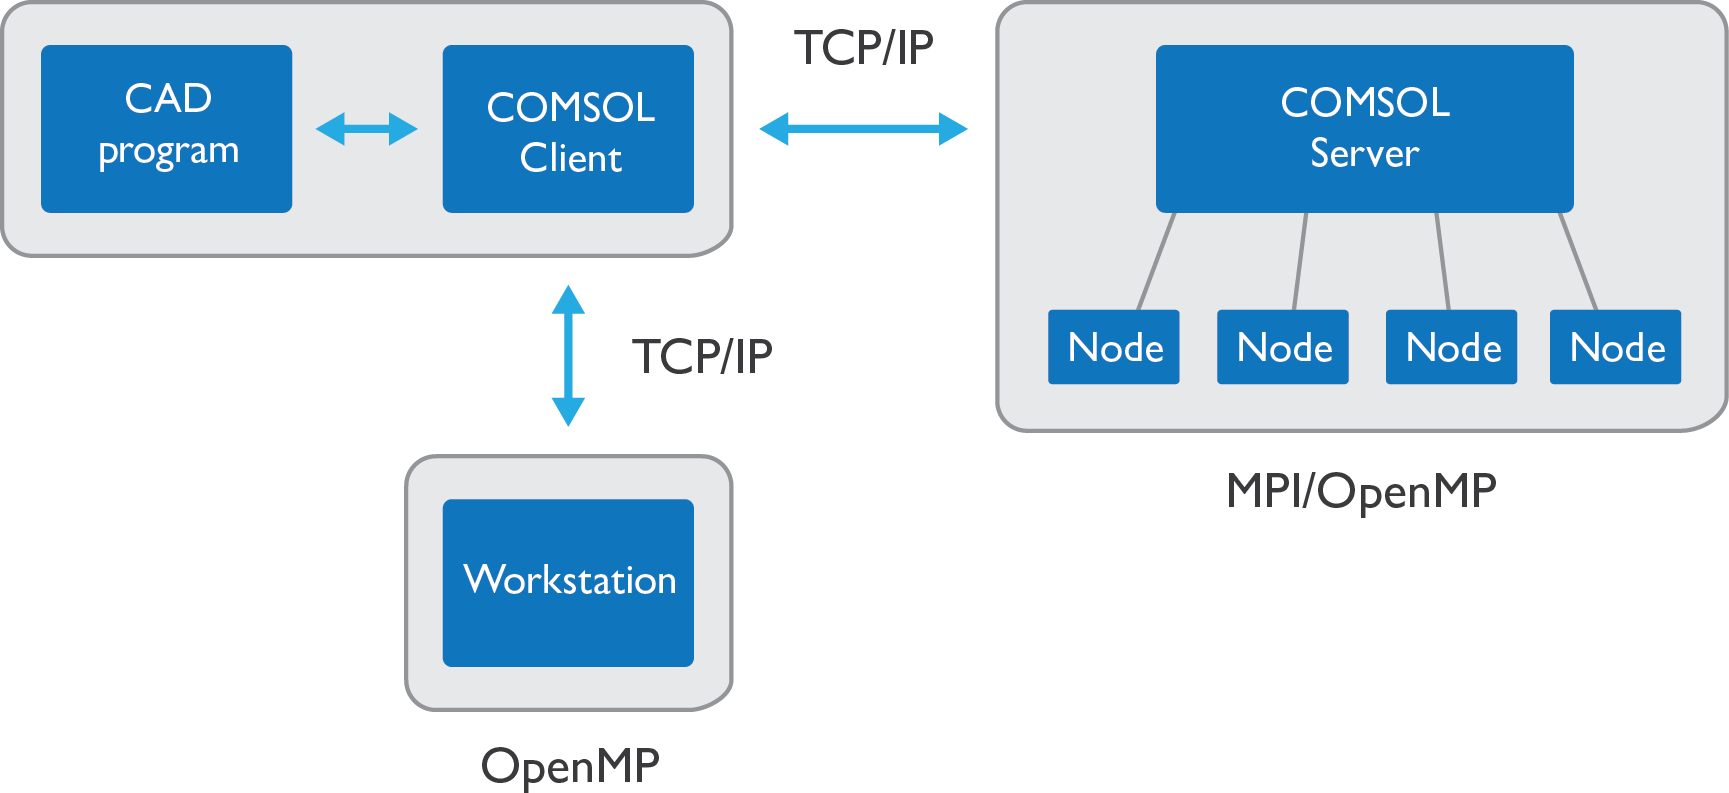 CAD
program
COMSOL
Client
TCP/IP
COMSOL
Server
Node
Node
Node
Node
TCP/IP
MPI/OpenMP
Workstation
OpenMP